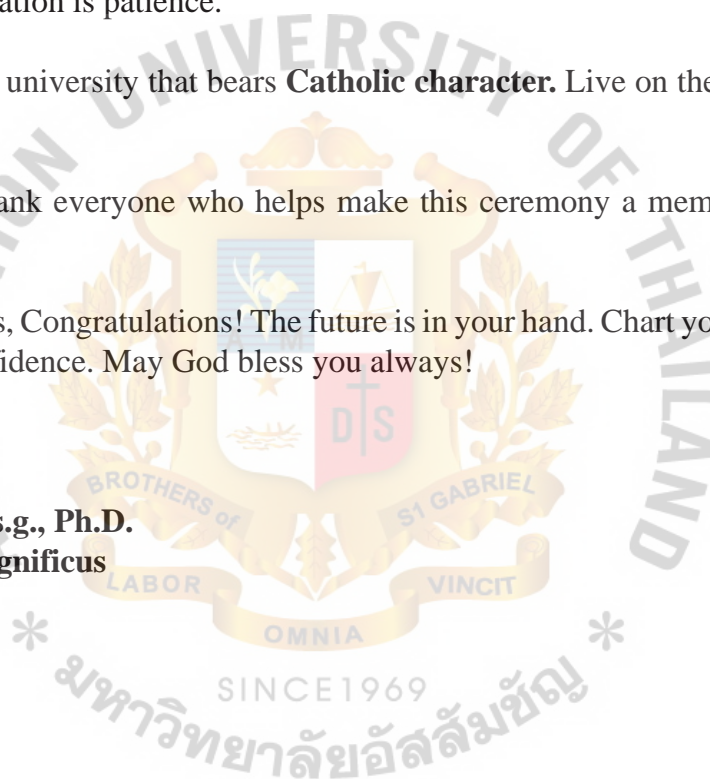 ation is patience.
university that bears Catholic character. Live on the
ank everyone who helps make this ceremony a mem
s, Congratulations! The future is in your hand. Chart yo
idence. May God bless you always!
s.g., Ph.D.
gnificus
ION UNIVERSITY OF THAILAND
A M
D S
BROTHERS of
S1 GABRIEL
LABOR
OMNIA
VINCIT
SINCE1969
* มหาวิทยาลัยอัสสัมชัญ *